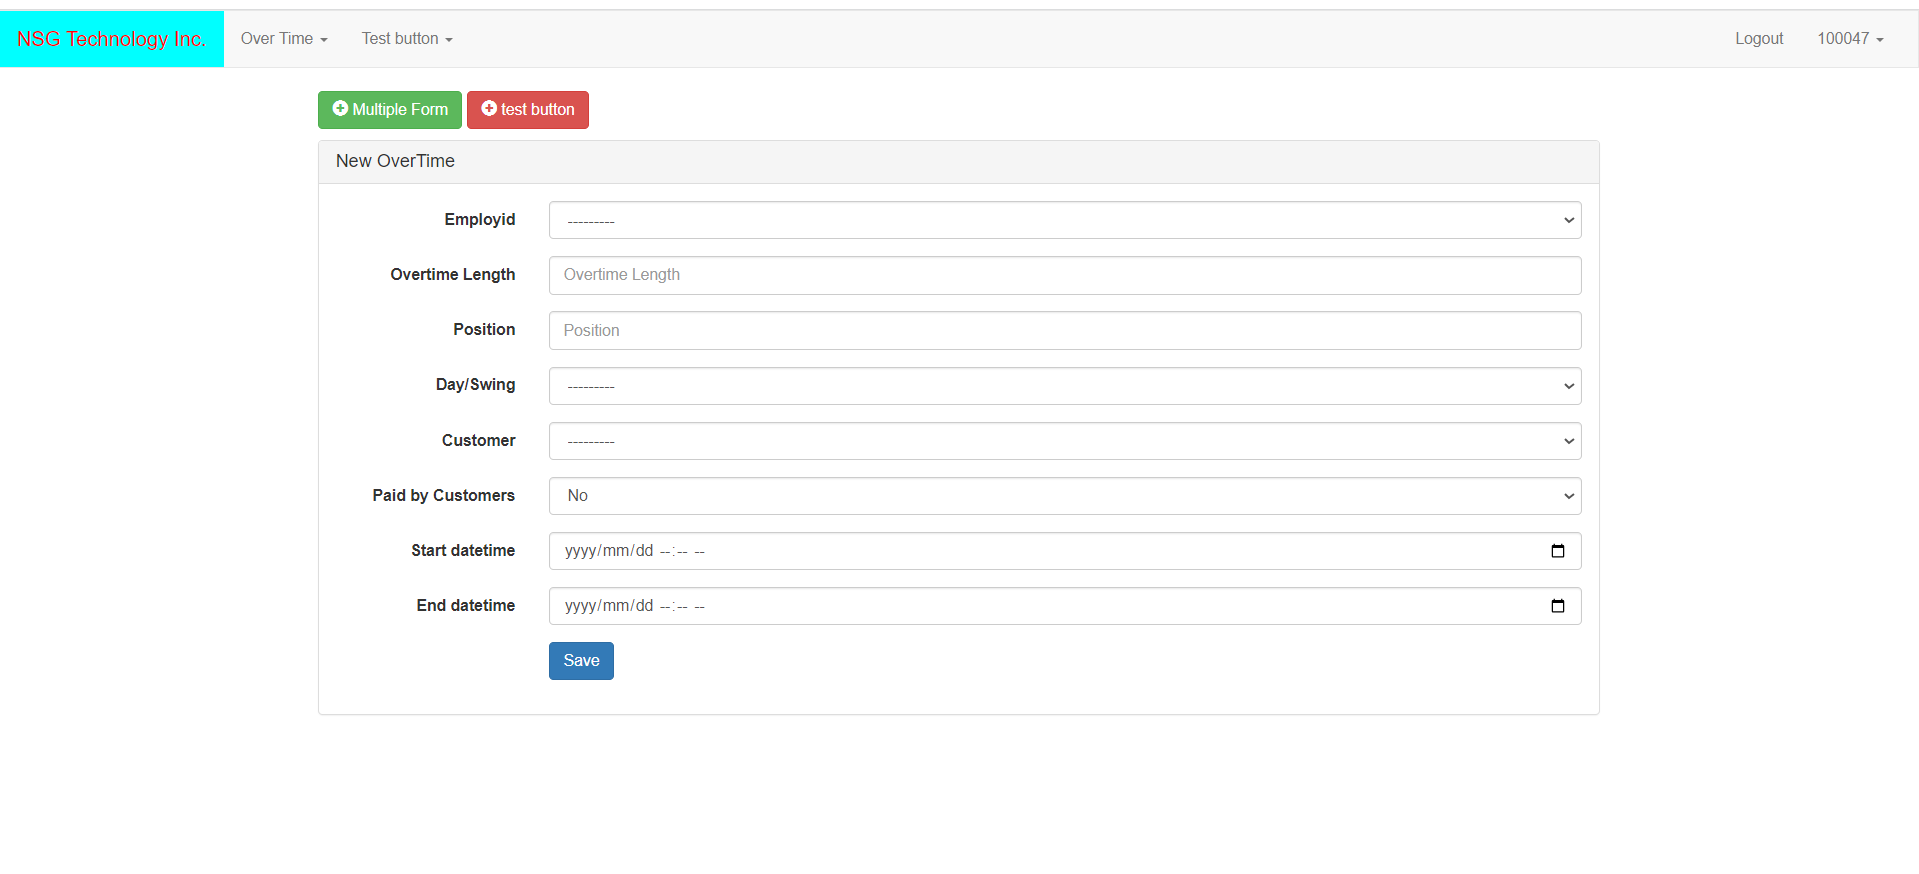 NSG Technology Inc. Over Time Test button Logout 100047
Multiple Form test button
New OverTime
Employid ---------
Overtime Length Overtime Length
Position Position
Day/Swing ---------
Customer ---------
Paid by Customers No
Start datetime yyyy/mm/dd --:-- --
End datetime yyyy/mm/dd --:-- --
Save